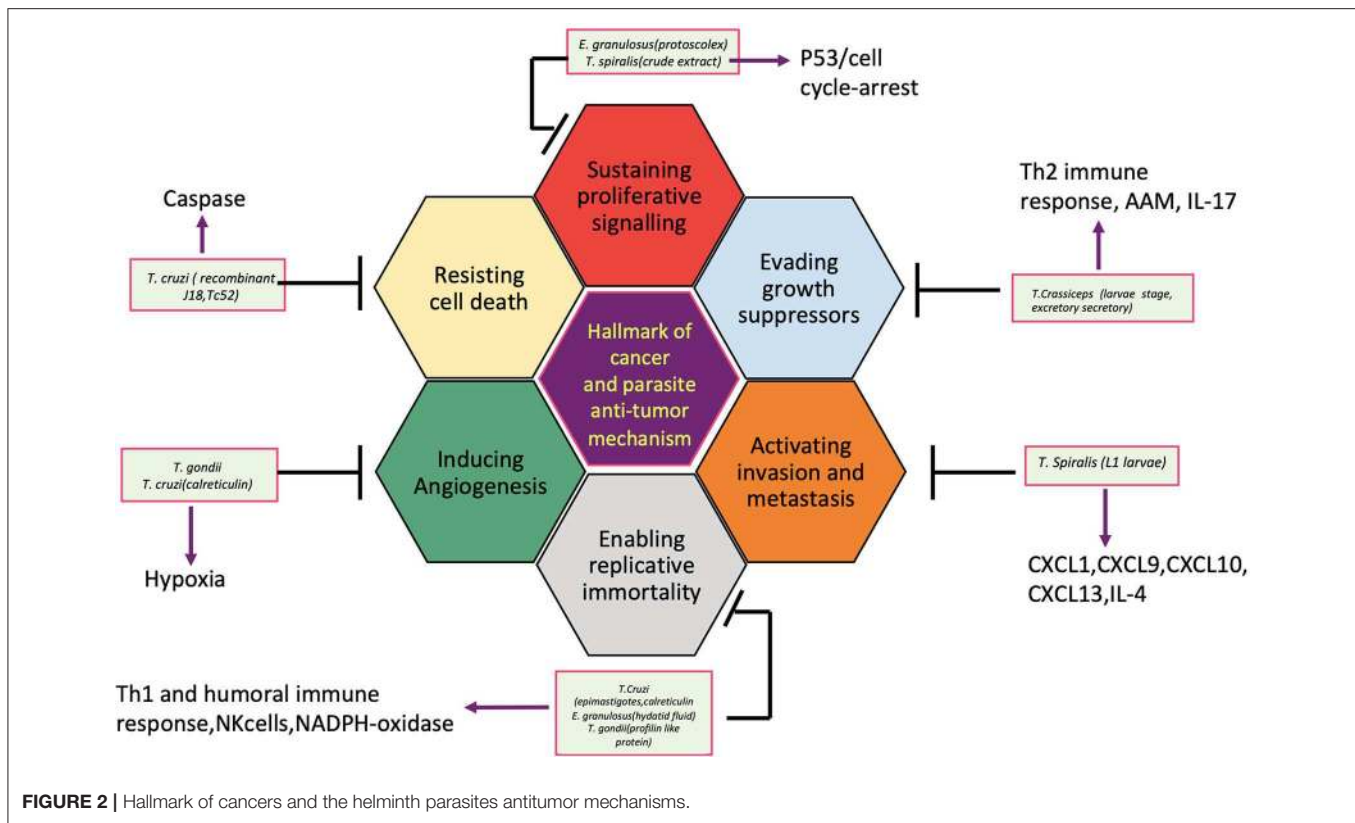 E. granulosus(protoscolex)
T. spiralis(crude extract)
P53/cell
cycle-arrest
Sustaining
proliferative
signalling
Caspase
T. cruzi ( recombinant
J18,Tc52)
Resisting
cell death
Evading
growth
suppressors
Th2 immune
response, AAM, IL-17
T.Crassiceps (larvae stage,
excretory secretory)
Hallmark of
cancer
and parasite
anti-tumor
mechanism
T. gondii
T. cruzi(calreticulin)
Hypoxia
Inducing
Angiogenesis
Activating
invasion and
metastasis
T. Spiralis (L1 larvae)
CXCL1,CXCL9,CXCL10,
CXCL13,IL-4
Enabling
replicative
immortality
Th1 and humoral immune
response,NKcells,NADPH-oxidase
T.Cruzi
(epimastigotes,calreticulin
E. granulosus(hydatid fluid)
T. gondii(profilin like
protein)
FIGURE 2 | Hallmark of cancers and the helminth parasites antitumor mechanisms.